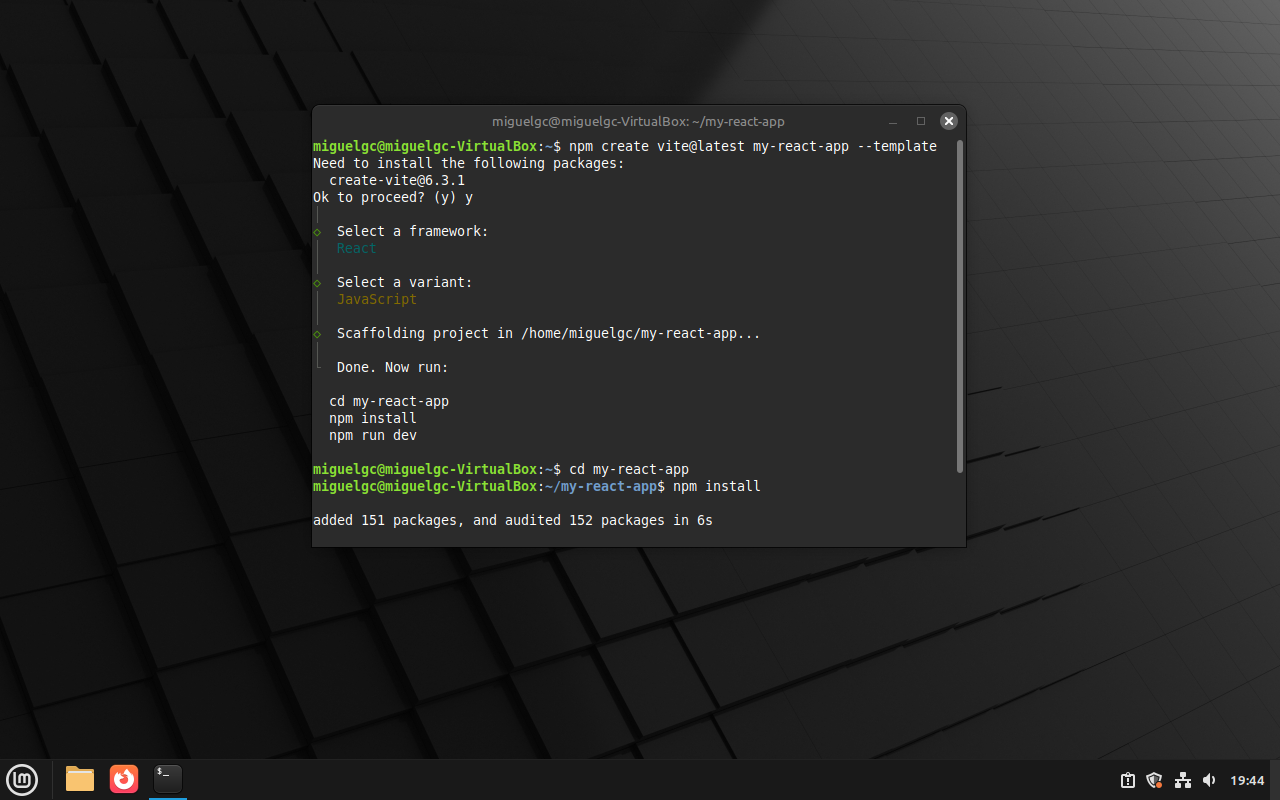 miguelgc@miguelgc-VirtualBox: ~/my-react-app
miguelgc@miguelgc-VirtualBox:~$ npm create vite@latest my-react-app --template
Need to install the following packages:
  create-vite@6.3.1
Ok to proceed? (y) y
◇  Select a framework:
React
◇  Select a variant:
JavaScript
◇  Scaffolding project in /home/miguelgc/my-react-app...
└  Done. Now run:
cd my-react-app
npm install
npm run dev
miguelgc@miguelgc-VirtualBox:~$ cd my-react-app
miguelgc@miguelgc-VirtualBox:~/my-react-app$ npm install
added 151 packages, and audited 152 packages in 6s
$_
19:44